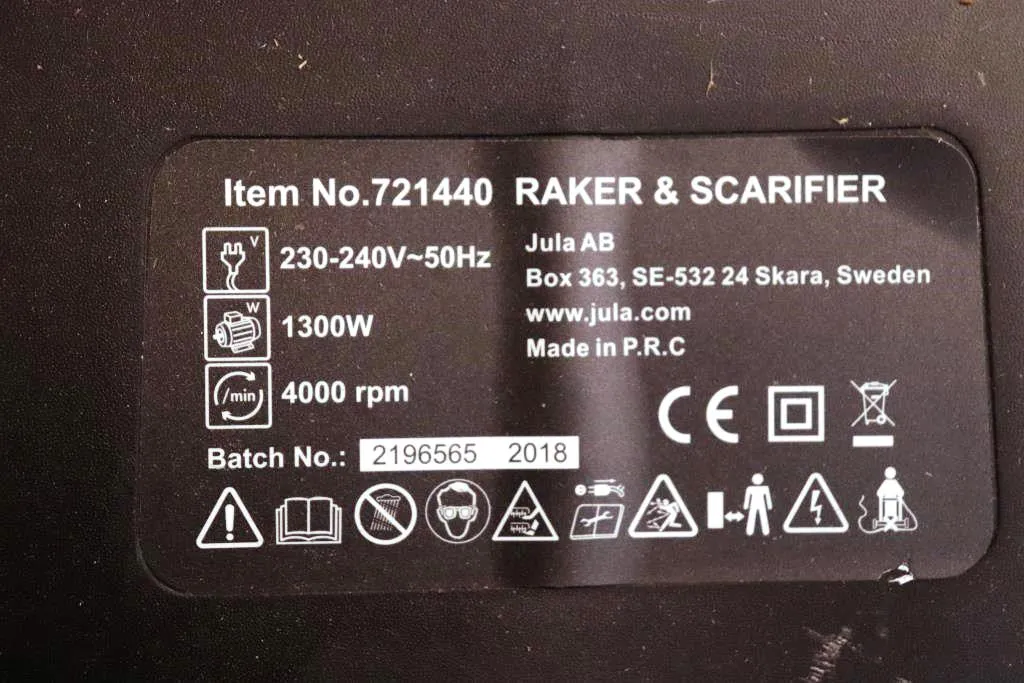 Item No.721440 RAKER & SCARIFIER
V
230-240V~50Hz
W
1300W
/min
4000 rpm
Jula AB
Box 363, SE-532 24 Skara, Sweden
www.jula.com
Made in P.R.C
CE
Batch No.: 2196565 2018